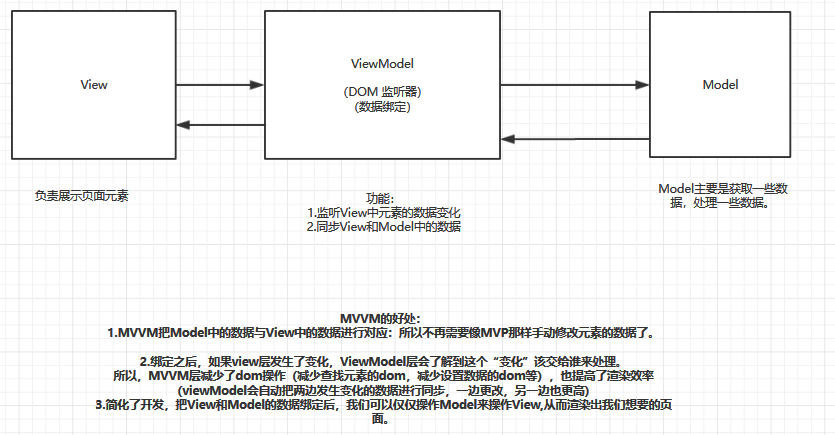 View
ViewModel
(DOM 监听器)
(数据绑定)
Model
负责展示页面元素
功能：
1.监听View中元素的数据变化
2.同步View和Model中的数据
Model主要是获取一些数
据，处理一些数据。
MVVM的好处：
1.MVVM把Model中的数据与View中的数据进行对应：所以不再需要像MVP那样手动修改元素的数据了。
2.绑定之后，如果view层发生了变化，ViewModel层会了解到这个“变化”该交给谁来处理。
所以，MVVM层减少了dom操作（减少查找元素的dom，减少设置数据的dom等），也提高了渲染效率
(viewModel会自动把两边发生变化的数据进行同步，一边更改，另一边也更高)
3.简化了开发，把View和Model的数据绑定后，我们可以仅仅操作Model来操作View,从而渲染出我们想要的页
面。